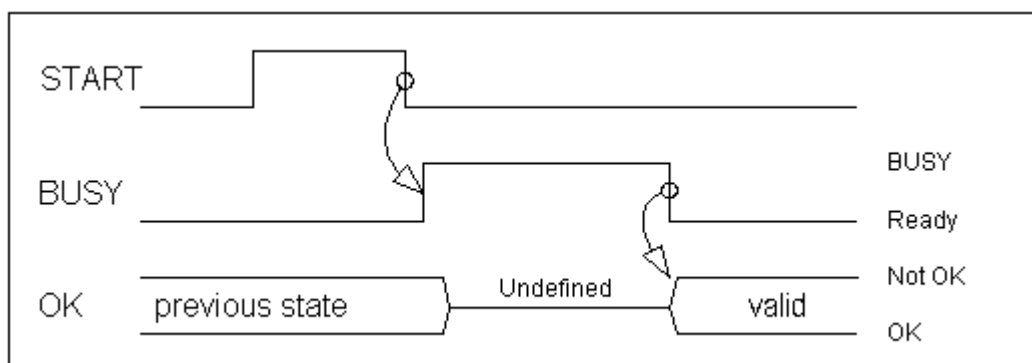 START
BUSY
BUSY
Ready
Not OK
OK
previous state
Undefined
valid
OK